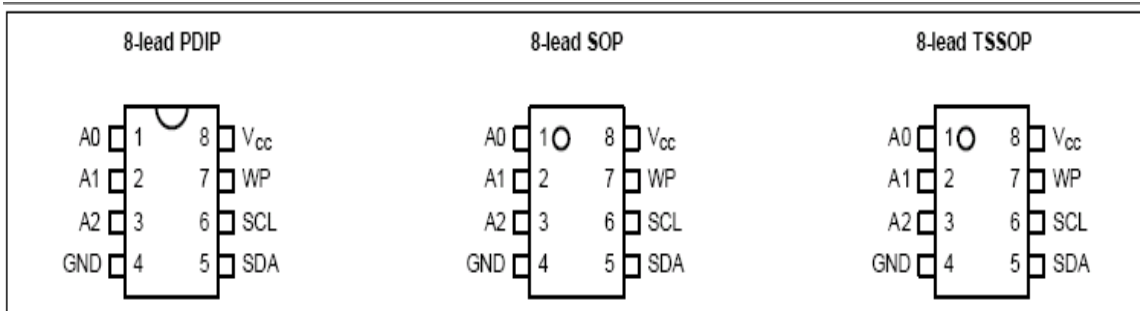 8-lead PDIP 8-lead SOP 8-lead TSSOP
A0 1 8 VCC A0 1 8 VCC A0 1 8 VCC
A1 2 7 WP A1 2 7 WP A1 2 7 WP
A2 3 6 SCL A2 3 6 SCL A2 3 6 SCL
GND 4 5 SDA GND 4 5 SDA GND 4 5 SDA